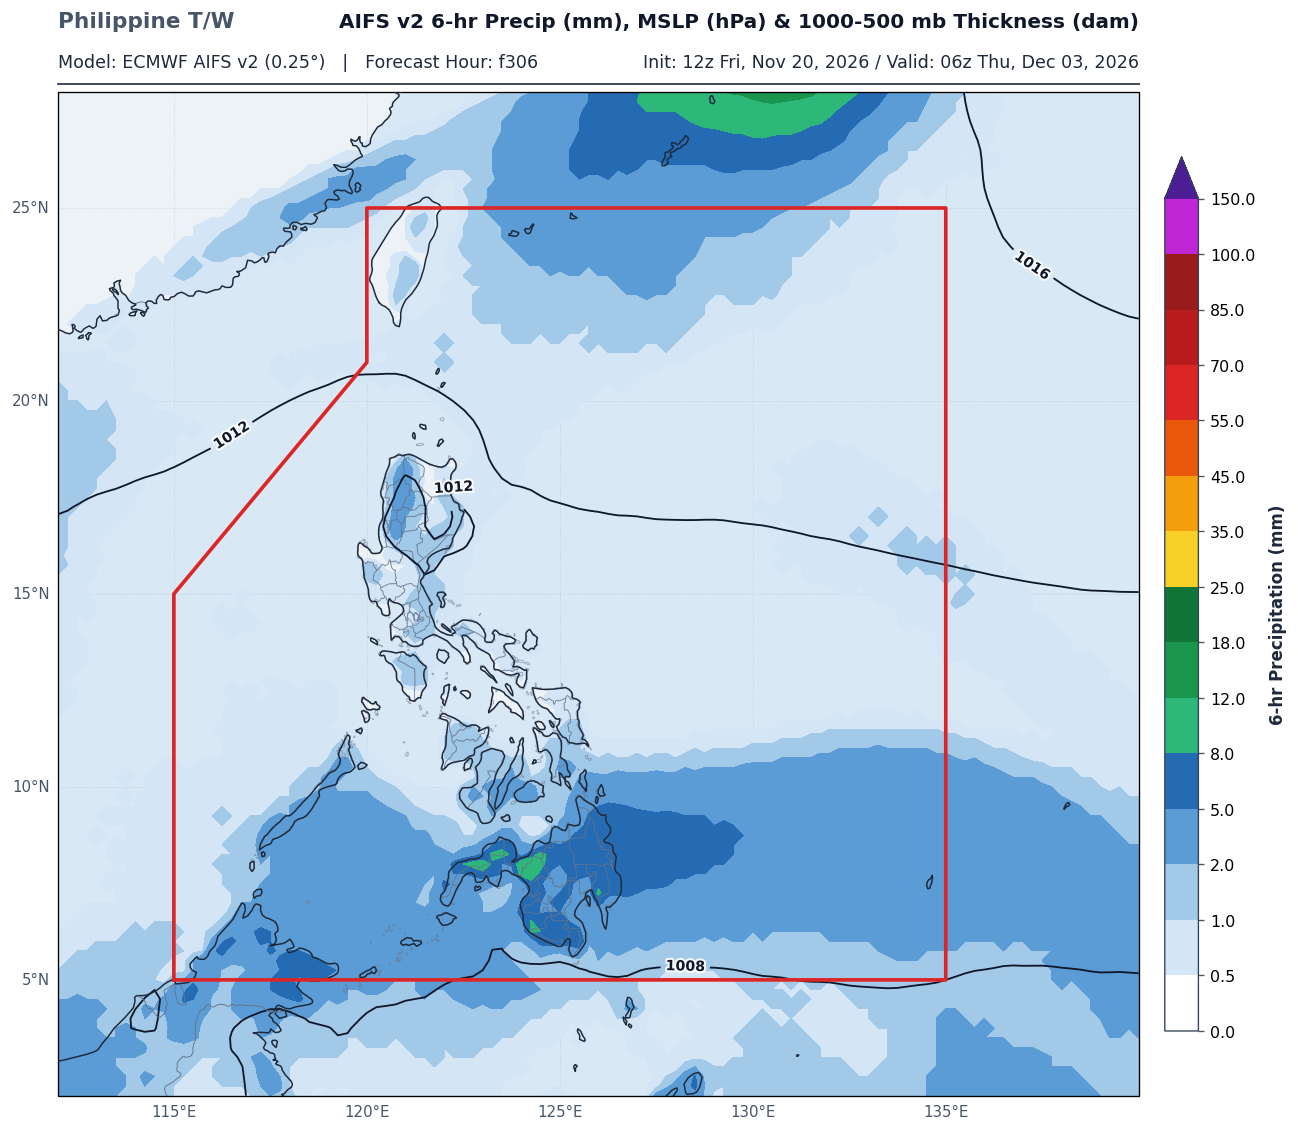 Philippine T/W
AIFS v2 6-hr Precip (mm), MSLP (hPa) & 1000-500 mb Thickness (dam)
Model: ECMWF AIFS v2 (0.25°) | Forecast Hour: f306
Init: 12z Fri, Nov 20, 2026 / Valid: 06z Thu, Dec 03, 2026
25°N
20°N
15°N
10°N
5°N
115°E
120°E
125°E
130°E
135°E
1016
1012
1012
1008
150.0
100.0
85.0
70.0
55.0
45.0
35.0
25.0
18.0
12.0
8.0
5.0
2.0
1.0
0.5
0.0
6-hr Precipitation (mm)